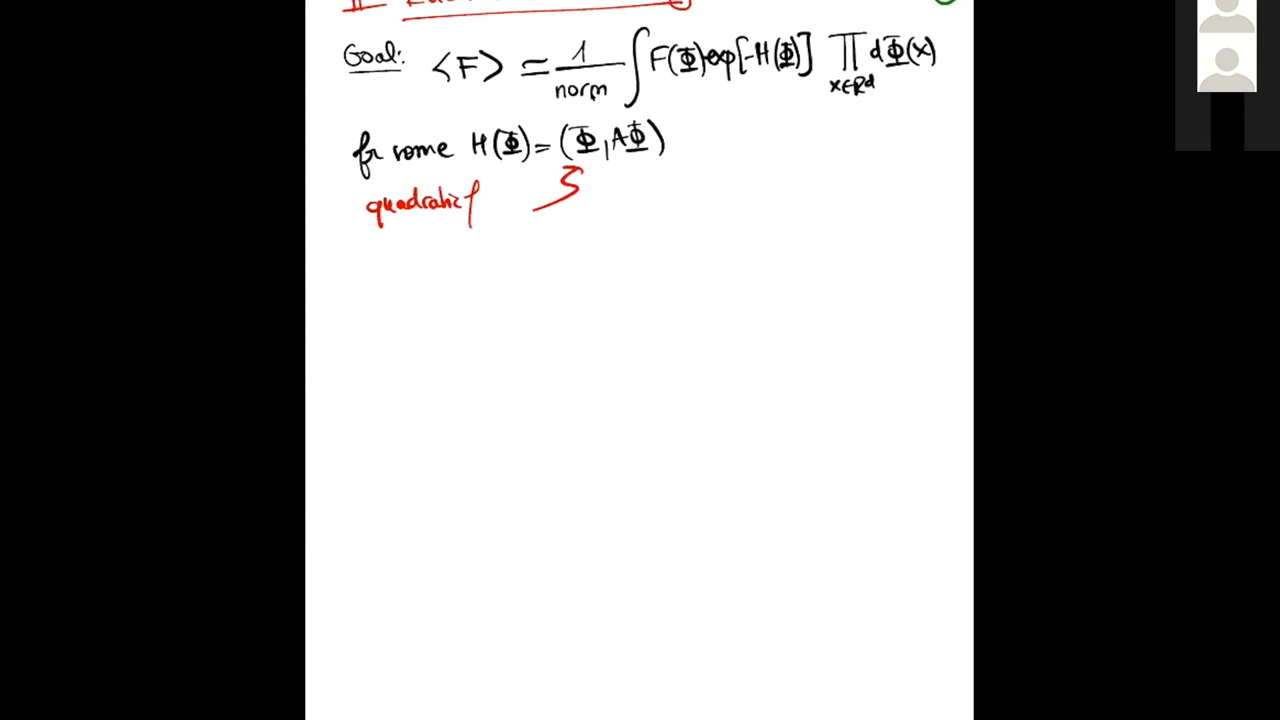 Goal: <F> = 1/norm ∫ F(Φ) exp[-H(Φ)] ∏_{x∈ℝ^d} dΦ(x)
for some H(Φ) = (Φ, AΦ)
quadratic